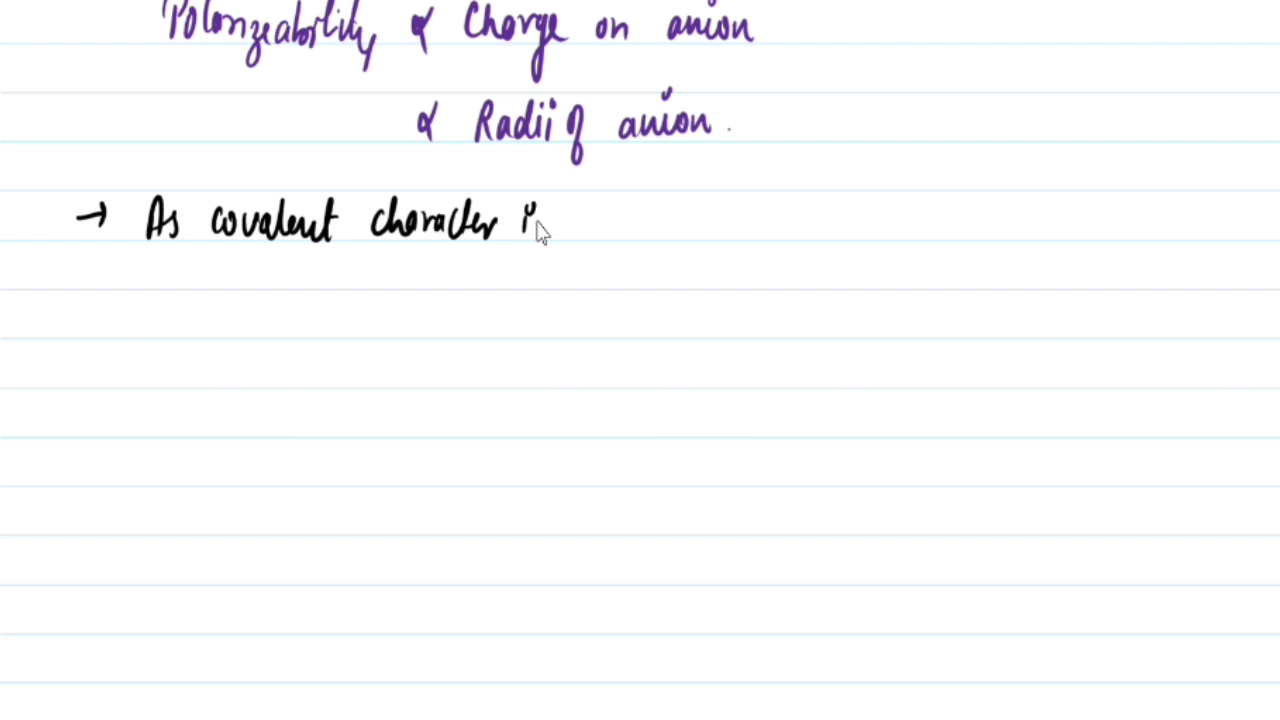 Polarizeability ∝ Charge on anion
∝ Radii of anion.
→ As covalent character i